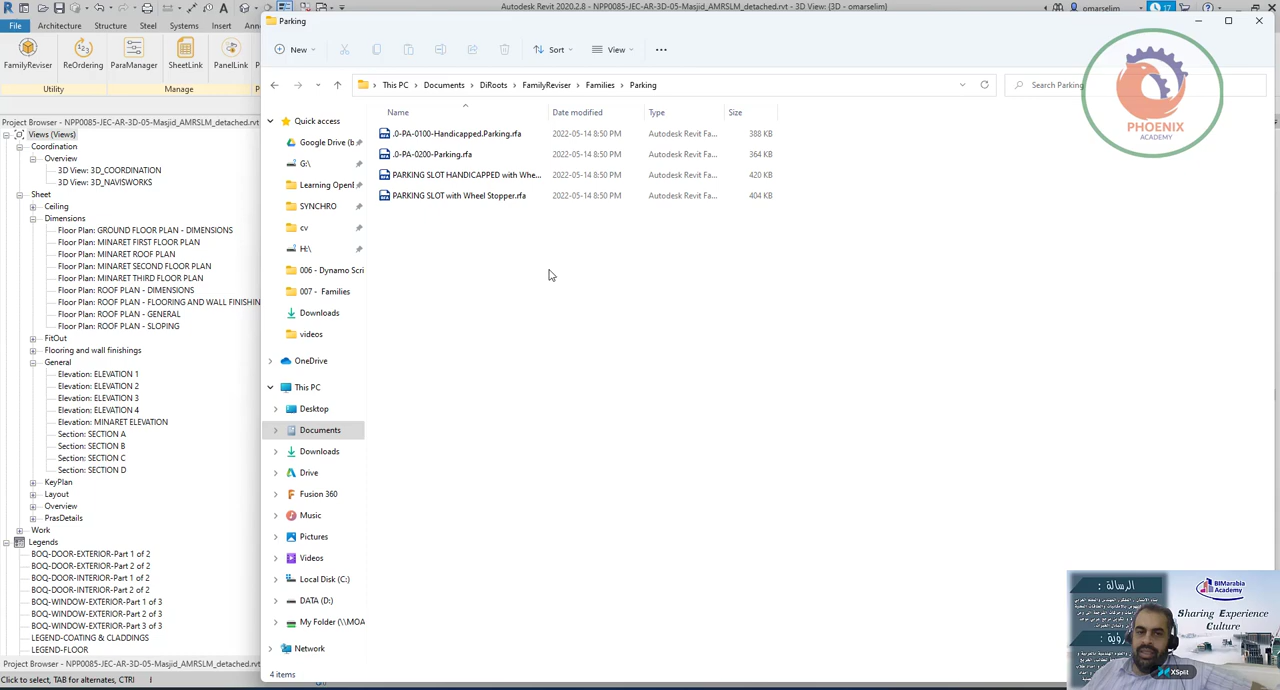 Autodesk Revit 2020.2.8 - NPP0085-JEC-AR-3D-05-Masjid_AMRSLM_detached.rvt - 3D View: {3D - omarselim}
omarselim
17
File
Architecture
Structure
Steel
Systems
Insert
FamilyReviser
ReOrdering
ParaManager
SheetLink
PanelLink
Utility
Manage
Project Browser - NPP0085-JEC-AR-3D-05-Masjid_AMRSLM_detached.rvt
Views (Views)
Coordination
Overview
3D View: 3D_COORDINATION
3D View: 3D_NAVISWORKS
Sheet
Ceiling
Dimensions
Floor Plan: GROUND FLOOR PLAN - DIMENSIONS
Floor Plan: MINARET FIRST FLOOR PLAN
Floor Plan: MINARET ROOF PLAN
Floor Plan: MINARET SECOND FLOOR PLAN
Floor Plan: MINARET THIRD FLOOR PLAN
Floor Plan: ROOF PLAN - DIMENSIONS
Floor Plan: ROOF PLAN - FLOORING AND WALL FINISHIN
Floor Plan: ROOF PLAN - GENERAL
Floor Plan: ROOF PLAN - SLOPING
FitOut
Flooring and wall finishings
General
Elevation: ELEVATION 1
Elevation: ELEVATION 2
Elevation: ELEVATION 3
Elevation: ELEVATION 4
Elevation: MINARET ELEVATION
Section: SECTION A
Section: SECTION B
Section: SECTION C
Section: SECTION D
KeyPlan
Layout
Overview
PrasDetails
Work
Legends
BOQ-DOOR-EXTERIOR-Part 1 of 2
BOQ-DOOR-EXTERIOR-Part 2 of 2
BOQ-DOOR-INTERIOR-Part 1 of 2
BOQ-DOOR-INTERIOR-Part 2 of 2
BOQ-WINDOW-EXTERIOR-Part 1 of 3
BOQ-WINDOW-EXTERIOR-Part 2 of 3
BOQ-WINDOW-EXTERIOR-Part 3 of 3
LEGEND-COATING & CLADDINGS
LEGEND-FLOOR
Project Browser - NPP0085-JEC-AR-3D-05-Masjid_AMRSLM_detached.rvt
Click to select, TAB for alternates, CTRL
Parking
New
Sort
View
This PC › Documents › DiRoots › FamilyReviser › Families › Parking
Search Parking
Name Date modified Type Size
.0-PA-0100-Handicapped.Parking.rfa 2022-05-14 8:50 PM Autodesk Revit Fa... 388 KB
.0-PA-0200-Parking.rfa 2022-05-14 8:50 PM Autodesk Revit Fa... 364 KB
PARKING SLOT HANDICAPPED with Whe... 2022-05-14 8:50 PM Autodesk Revit Fa... 420 KB
PARKING SLOT with Wheel Stopper.rfa 2022-05-14 8:50 PM Autodesk Revit Fa... 404 KB
Quick access
Google Drive (b
G:\
Learning Openl
SYNCHRO
cv
H:\
006 - Dynamo Scri
007 - Families
Downloads
videos
OneDrive
This PC
Desktop
Documents
Downloads
Drive
Fusion 360
Music
Pictures
Videos
Local Disk (C:)
DATA (D:)
My Folder (\\MOA
Network
4 items
PHOENIX
ACADEMY
الرسالة :
BIMarabia
Academy
Sharing Experience
Culture
XSplit